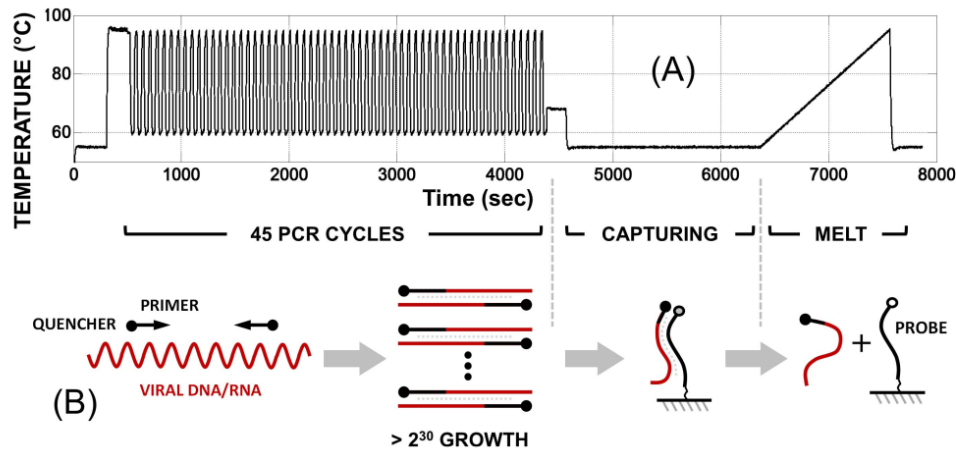 100
80
60
TEMPERATURE (°C)
(A)
0
1000
2000
3000
4000
5000
6000
7000
8000
Time (sec)
45 PCR CYCLES
CAPTURING
MELT
PRIMER
QUENCHER
VIRAL DNA/RNA
(B)
> 2³⁰ GROWTH
+
PROBE